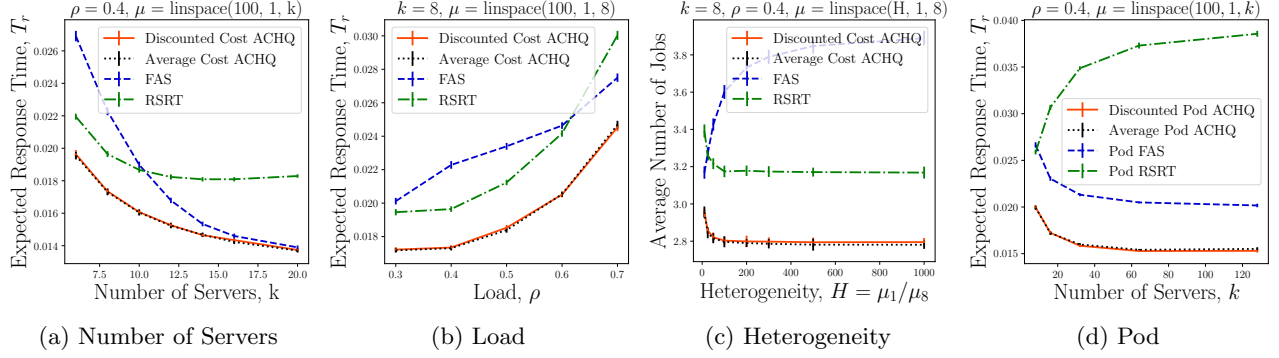 ρ = 0.4, μ = linspace(100, 1, k)
Expected Response Time, T_r
0.026
0.024
0.022
0.020
0.018
0.016
0.014
Discounted Cost ACHQ
Average Cost ACHQ
FAS
RSRT
7.5 10.0 12.5 15.0 17.5 20.0
Number of Servers, k
(a) Number of Servers
k = 8, μ = linspace(100, 1, 8)
Expected Response Time, T_r
0.030
0.028
0.026
0.024
0.022
0.020
0.018
Discounted Cost ACHQ
Average Cost ACHQ
FAS
RSRT
0.3 0.4 0.5 0.6 0.7
Load, ρ
(b) Load
k = 8, ρ = 0.4, μ = linspace(H, 1, 8)
Average Number of Jobs
3.8
3.6
3.4
3.2
3.0
2.8
Discounted Cost ACHQ
Average Cost ACHQ
FAS
RSRT
0 200 400 600 800 1000
Heterogeneity, H = μ₁/μ₈
(c) Heterogeneity
ρ = 0.4, μ = linspace(100, 1, k)
Expected Response Time, T_r
0.040
0.035
0.030
0.025
0.020
0.015
Discounted Pod ACHQ
Average Pod ACHQ
Pod FAS
Pod RSRT
20 40 60 80 100 120
Number of Servers, k
(d) Pod